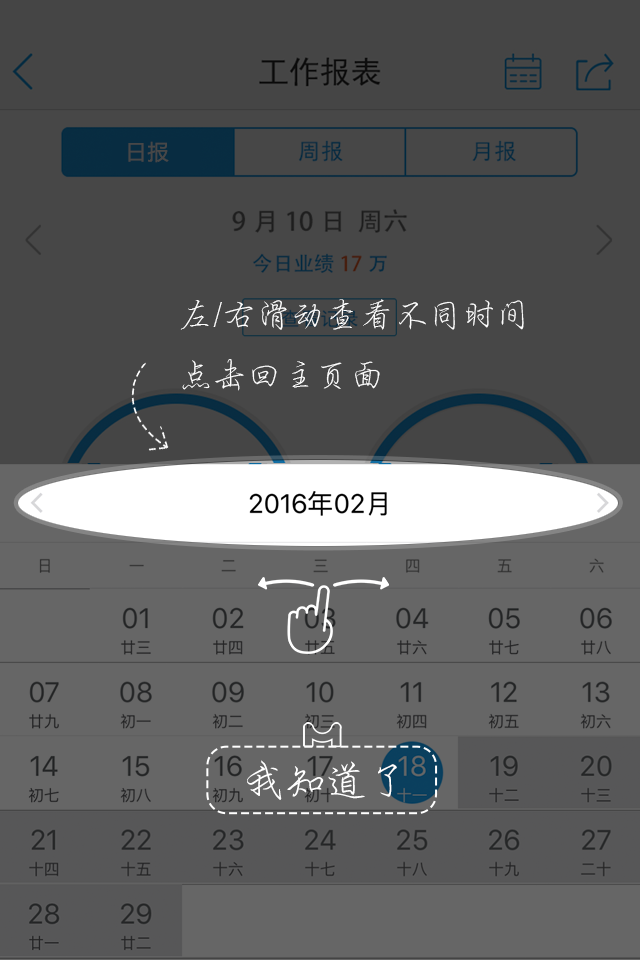 工作报表
日报 周报 月报
9 月 10 日 周六
今日业绩 17 万
左/右滑动查看不同时间
点击回主页面
2016年02月
日 一 二 三 四 五 六
01 02 03 04 05 06
廿三 廿四 廿五 廿六 廿七 廿八
07 08 09 10 11 12 13
廿九 初一 初二 初三 初四 初五 初六
14 15 16 17 18 19 20
初七 初八 初九 初十 十一 十二 十三
我知道了
21 22 23 24 25 26 27
十四 十五 十六 十七 十八 十九 二十
28 29
廿一 廿二